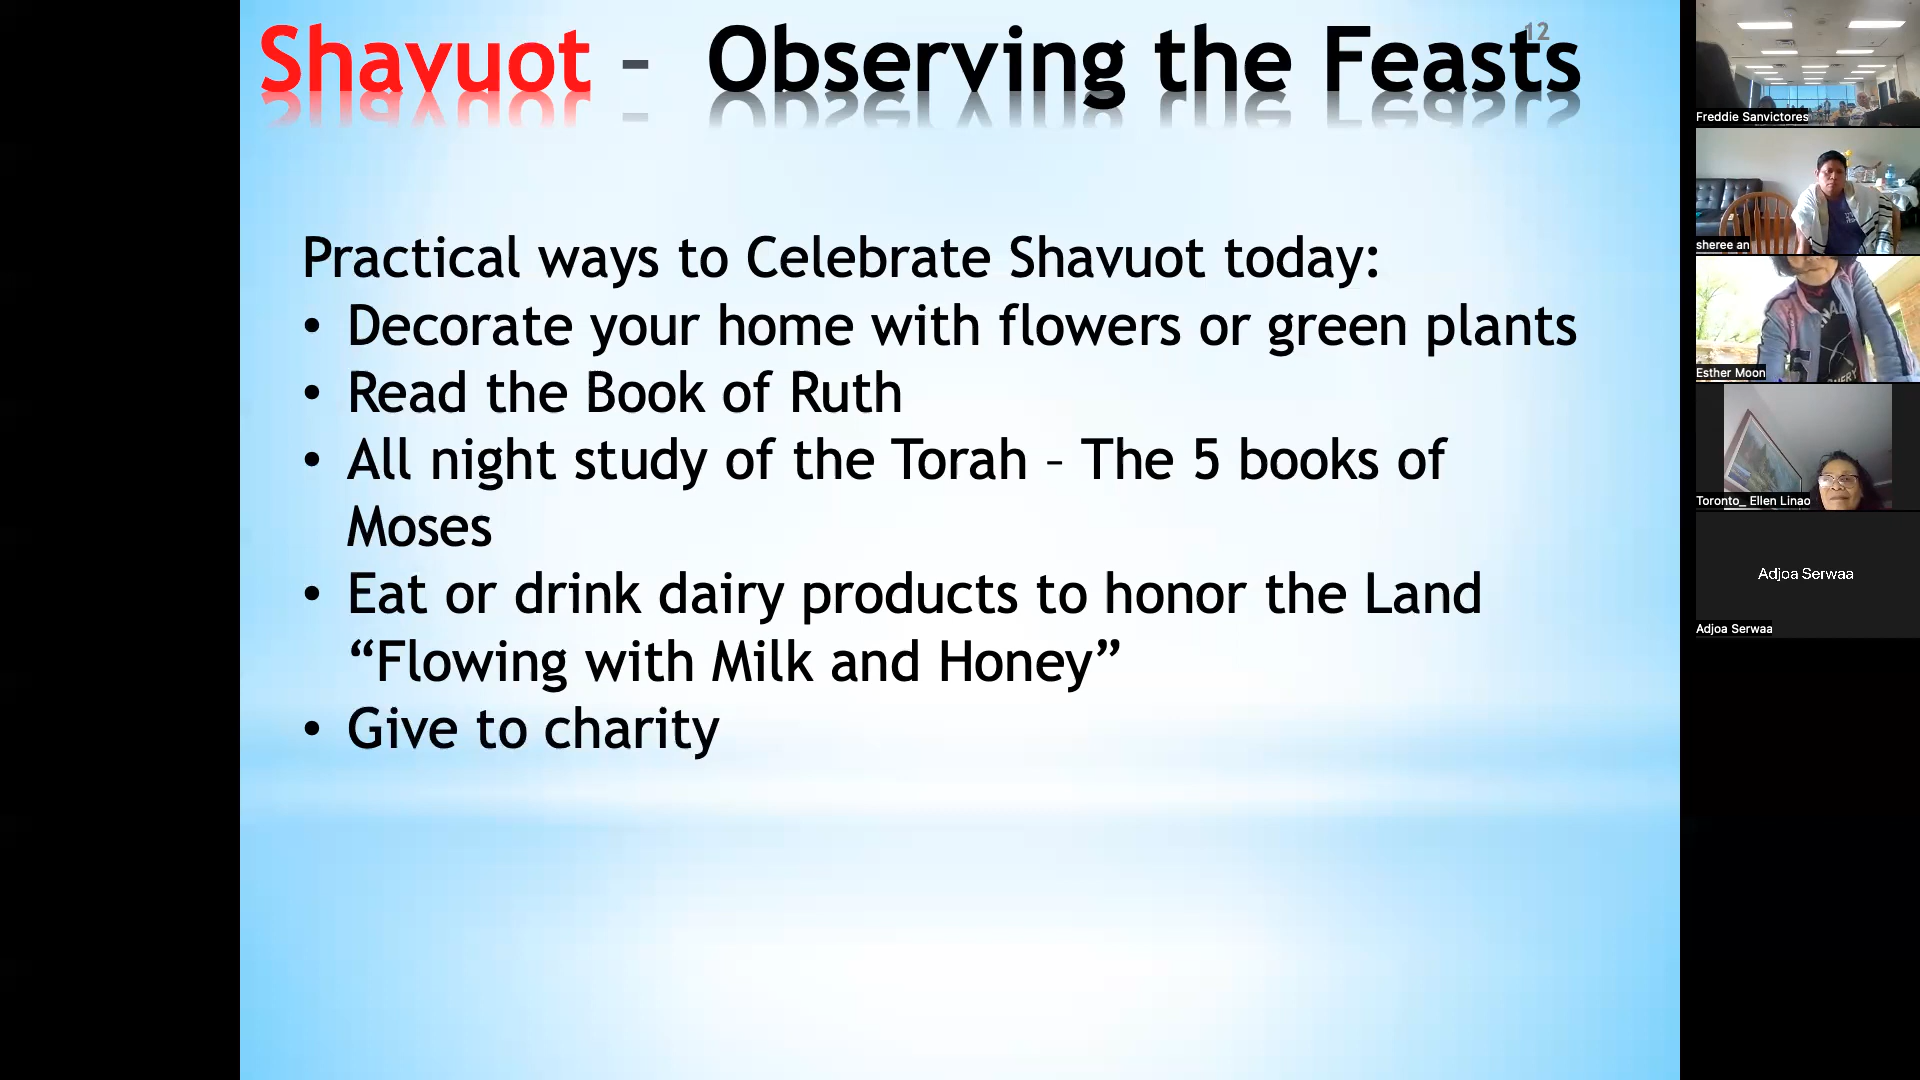 Shavuot – Observing the Feasts
12
Practical ways to Celebrate Shavuot today:
• Decorate your home with flowers or green plants
• Read the Book of Ruth
• All night study of the Torah – The 5 books of
Moses
• Eat or drink dairy products to honor the Land
“Flowing with Milk and Honey”
• Give to charity
Freddie Sanvictores
sheree an
Esther Moon
Toronto_ Ellen Linao
Adjoa Serwaa
Adjoa Serwaa